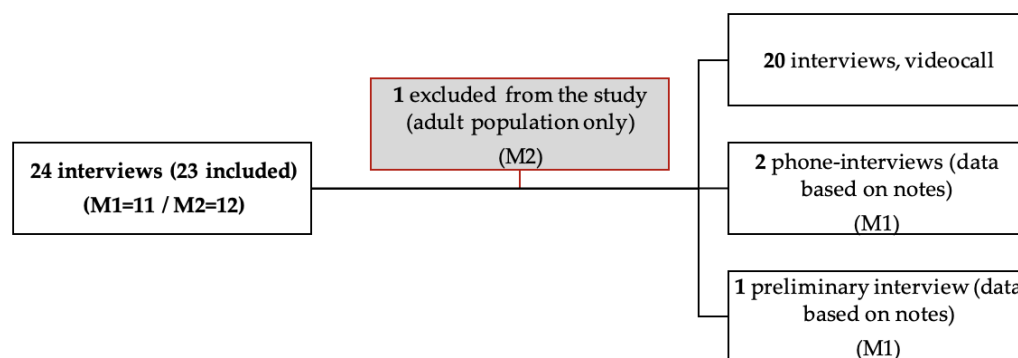 24 interviews (23 included)
(M1=11 / M2=12)
1 excluded from the study
(adult population only)
(M2)
20 interviews, videocall
2 phone-interviews (data
based on notes)
(M1)
1 preliminary interview (data
based on notes)
(M1)